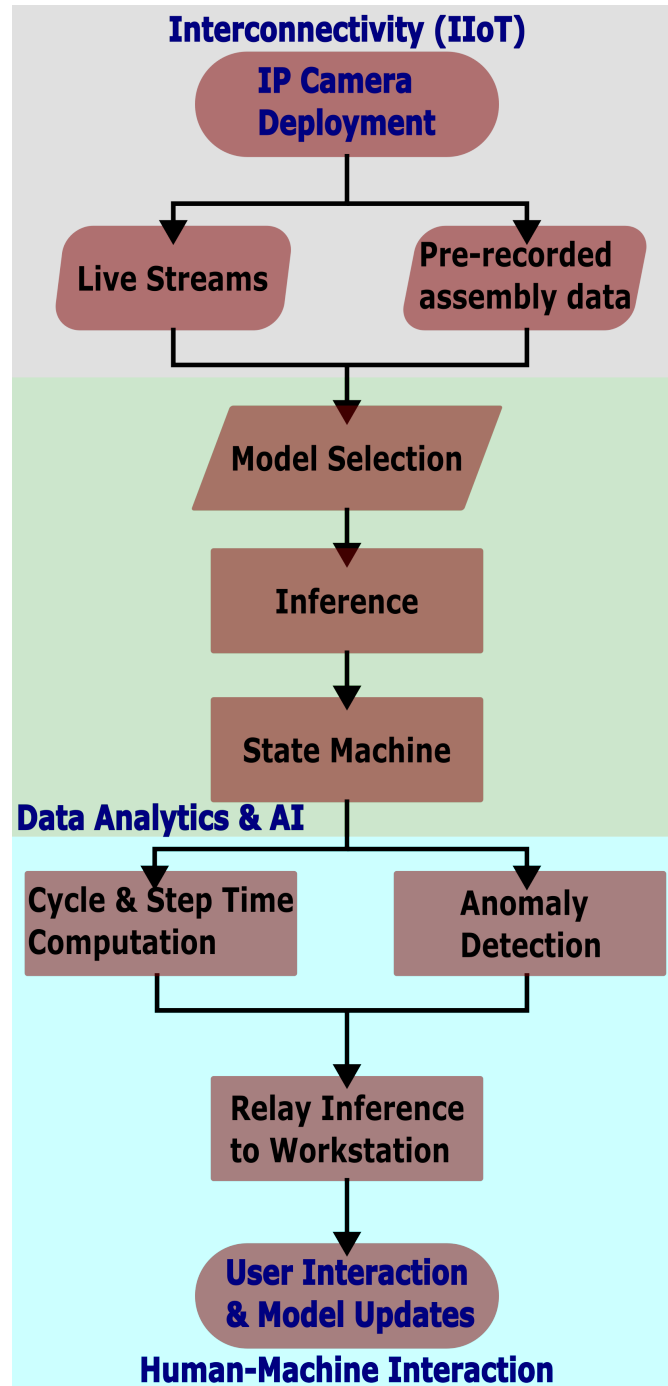 Interconnectivity (IIoT)
IP Camera
Deployment
Live Streams
Pre-recorded
assembly data
Model Selection
Inference
State Machine
Data Analytics & AI
Cycle & Step Time
Computation
Anomaly
Detection
Relay Inference
to Workstation
User Interaction
& Model Updates
Human-Machine Interaction